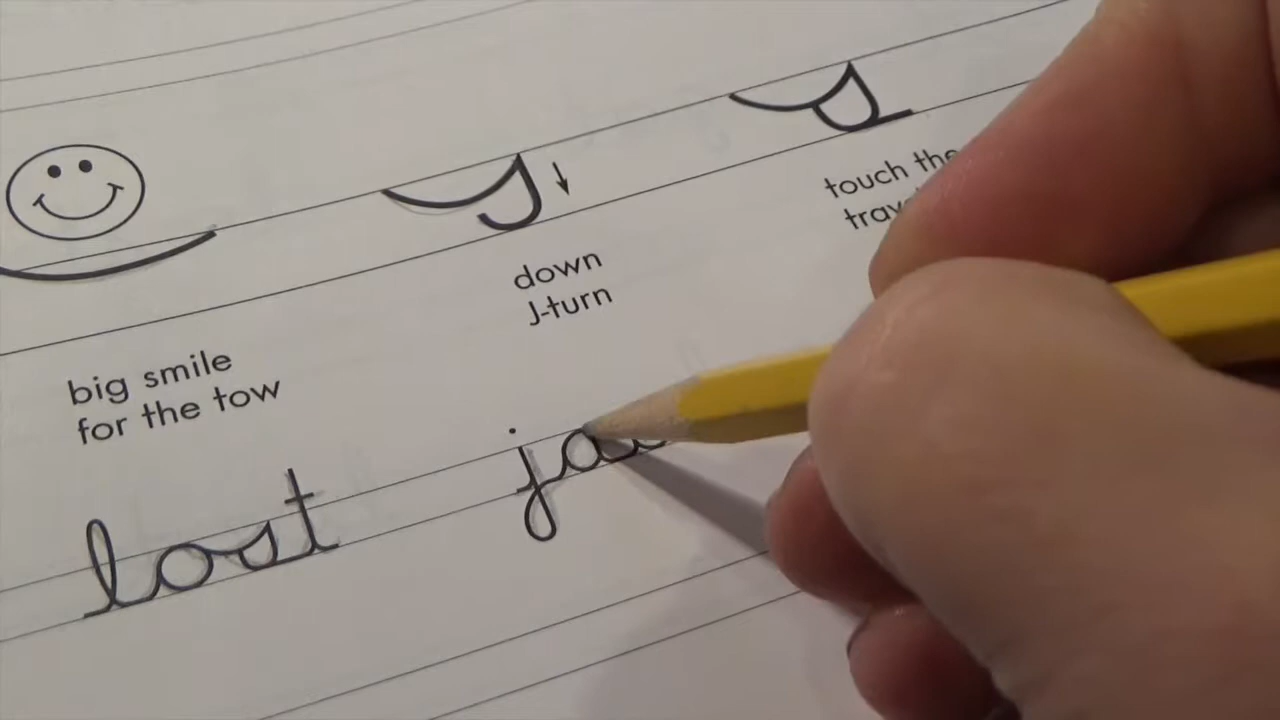 down
J-turn
touch the
big smile
for the tow
lost